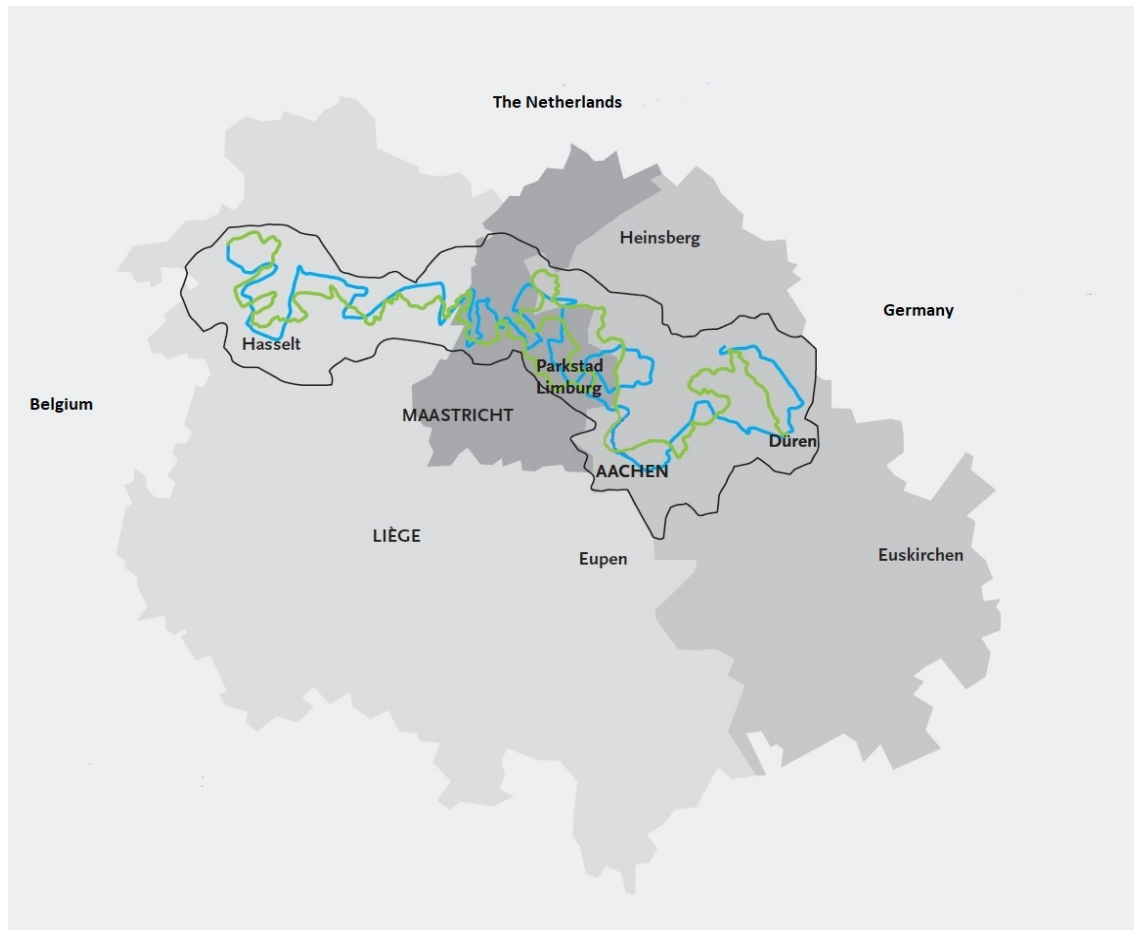 The Netherlands
Heinsberg
Germany
Hasselt
Parkstad
Limburg
Belgium
MAASTRICHT
Düren
AACHEN
LIÈGE
Eupen
Euskirchen